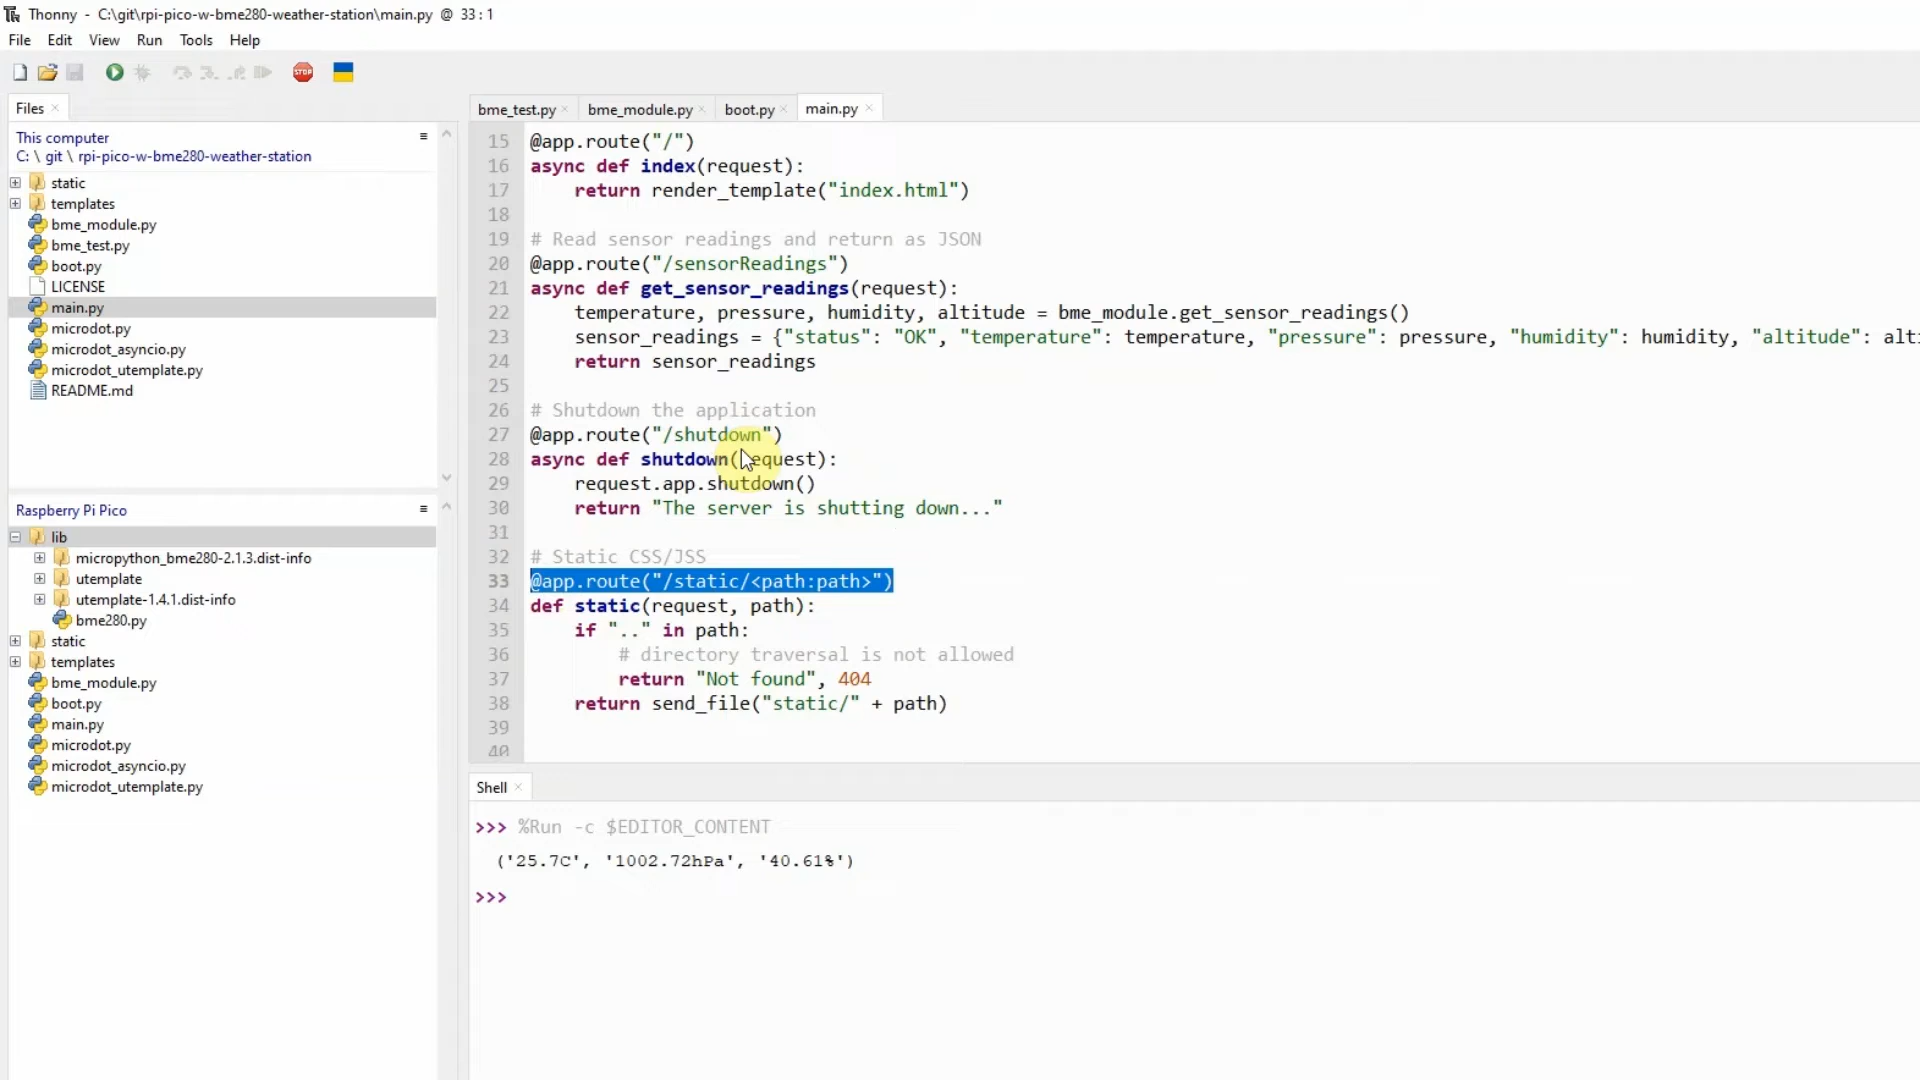 Thonny - C:\git\rpi-pico-w-bme280-weather-station\main.py @ 33 : 1
File Edit View Run Tools Help
STOP
Files
This computer
C: \ git \ rpi-pico-w-bme280-weather-station
static
templates
bme_module.py
bme_test.py
boot.py
LICENSE
main.py
microdot.py
microdot_asyncio.py
microdot_utemplate.py
README.md
Raspberry Pi Pico
lib
micropython_bme280-2.1.3.dist-info
utemplate
utemplate-1.4.1.dist-info
bme280.py
static
templates
bme_module.py
boot.py
main.py
microdot.py
microdot_asyncio.py
microdot_utemplate.py
bme_test.py bme_module.py boot.py main.py
15 @app.route("/")
16 async def index(request):
17     return render_template("index.html")
18
19 # Read sensor readings and return as JSON
20 @app.route("/sensorReadings")
21 async def get_sensor_readings(request):
22     temperature, pressure, humidity, altitude = bme_module.get_sensor_readings()
23     sensor_readings = {"status": "OK", "temperature": temperature, "pressure": pressure, "humidity": humidity, "altitude": alti
24     return sensor_readings
25
26 # Shutdown the application
27 @app.route("/shutdown")
28 async def shutdown(request):
29     request.app.shutdown()
30     return "The server is shutting down..."
31
32 # Static CSS/JSS
33 @app.route("/static/<path:path>")
34 def static(request, path):
35     if ".." in path:
36         # directory traversal is not allowed
37         return "Not found", 404
38     return send_file("static/" + path)
39
40
Shell
>>> %Run -c $EDITOR_CONTENT
('25.7C', '1002.72hPa', '40.61%')
>>>